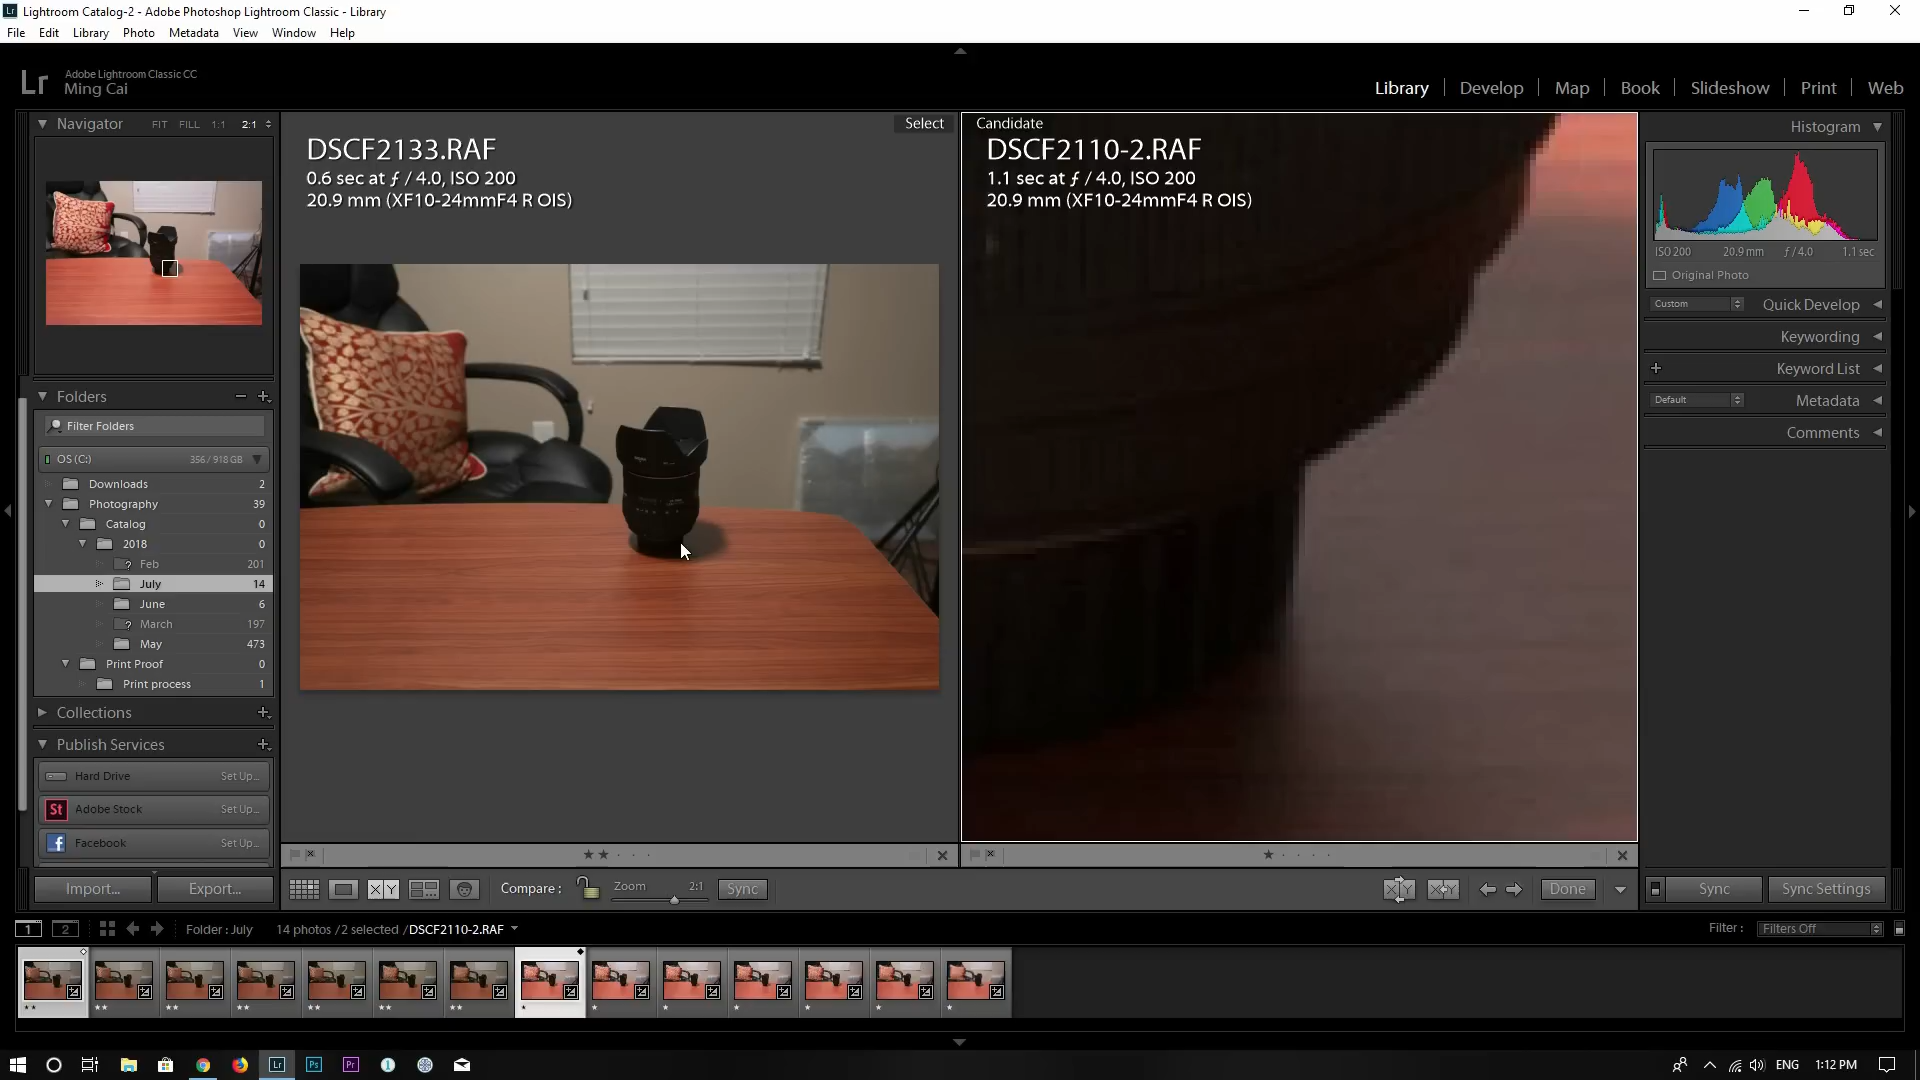 Lightroom Catalog-2 - Adobe Photoshop Lightroom Classic - Library
File Edit Library Photo Metadata View Window Help
Lr Adobe Lightroom Classic CC
Ming Cai
Library Develop Map Book Slideshow Print Web
Navigator FIT FILL 1:1 2:1
Select
DSCF2133.RAF
0.6 sec at ƒ / 4.0, ISO 200
20.9 mm (XF10-24mmF4 R OIS)
Candidate
DSCF2110-2.RAF
1.1 sec at ƒ / 4.0, ISO 200
20.9 mm (XF10-24mmF4 R OIS)
Histogram
ISO 200 20.9 mm ƒ / 4.0 1.1 sec
Original Photo
Custom Quick Develop
Keywording
Keyword List
Default Metadata
Comments
Folders
Filter Folders
OS (C:) 356 / 918 GB
Downloads 2
Photography 39
Catalog 0
2018 0
Feb 201
July 14
June 6
March 197
May 473
Print Proof 0
Print process 1
Collections
Publish Services
Hard Drive Set Up...
St Adobe Stock Set Up...
Facebook Set Up...
Import... Export...
X Y Compare : Zoom 2:1 Sync
Done
Sync Sync Settings
1 2 Folder : July 14 photos / 2 selected / DSCF2110-2.RAF
Filter : Filters Off
Lr Ps Pr ENG 1:12 PM